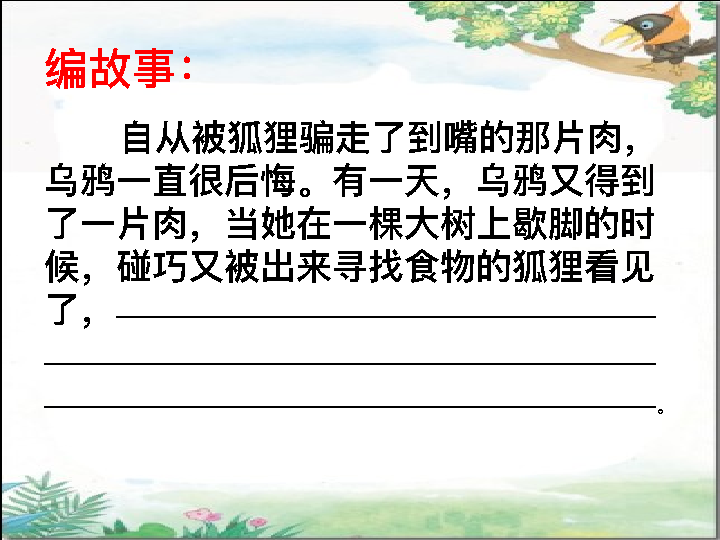 编故事：
自从被狐狸骗走了到嘴的那片肉，
乌鸦一直很后悔。有一天，乌鸦又得到
了一片肉，当她在一棵大树上歇脚的时
候，碰巧又被出来寻找食物的狐狸看见
了，
。